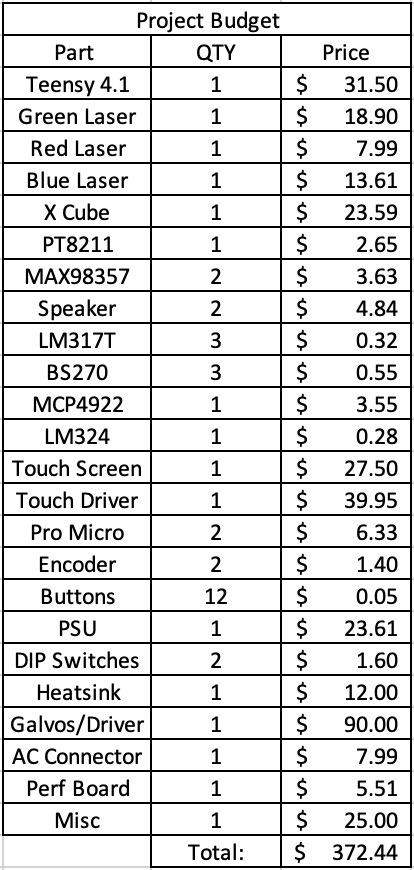 Project Budget
Part QTY Price
Teensy 4.1 1 $ 31.50
Green Laser 1 $ 18.90
Red Laser 1 $ 7.99
Blue Laser 1 $ 13.61
X Cube 1 $ 23.59
PT8211 1 $ 2.65
MAX98357 2 $ 3.63
Speaker 2 $ 4.84
LM317T 3 $ 0.32
BS270 3 $ 0.55
MCP4922 1 $ 3.55
LM324 1 $ 0.28
Touch Screen 1 $ 27.50
Touch Driver 1 $ 39.95
Pro Micro 2 $ 6.33
Encoder 2 $ 1.40
Buttons 12 $ 0.05
PSU 1 $ 23.61
DIP Switches 2 $ 1.60
Heatsink 1 $ 12.00
Galvos/Driver 1 $ 90.00
AC Connector 1 $ 7.99
Perf Board 1 $ 5.51
Misc 1 $ 25.00
Total: $ 372.44